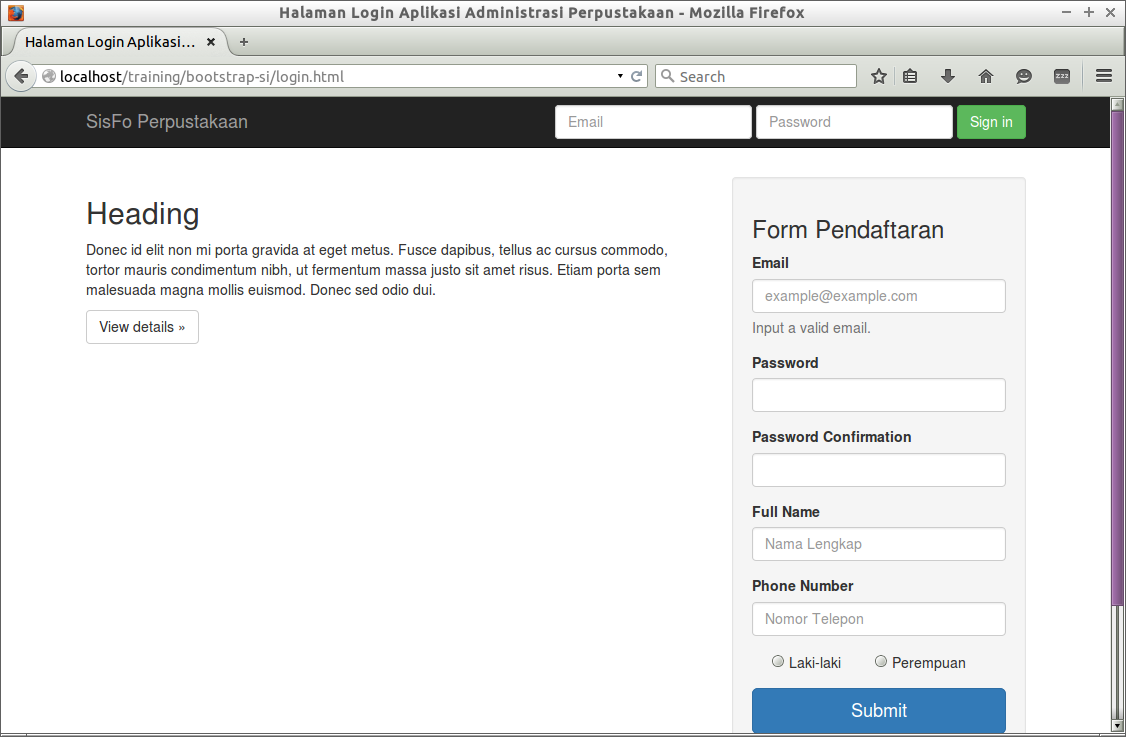 Halaman Login Aplikasi Administrasi Perpustakaan - Mozilla Firefox
Halaman Login Aplikasi...
localhost/training/bootstrap-si/login.html
Search
zzz
SisFo Perpustakaan
Email
Password
Sign in
Heading
Donec id elit non mi porta gravida at eget metus. Fusce dapibus, tellus ac cursus commodo,
tortor mauris condimentum nibh, ut fermentum massa justo sit amet risus. Etiam porta sem
malesuada magna mollis euismod. Donec sed odio dui.
View details »
Form Pendaftaran
Email
example@example.com
Input a valid email.
Password
Password Confirmation
Full Name
Nama Lengkap
Phone Number
Nomor Telepon
Laki-laki
Perempuan
Submit